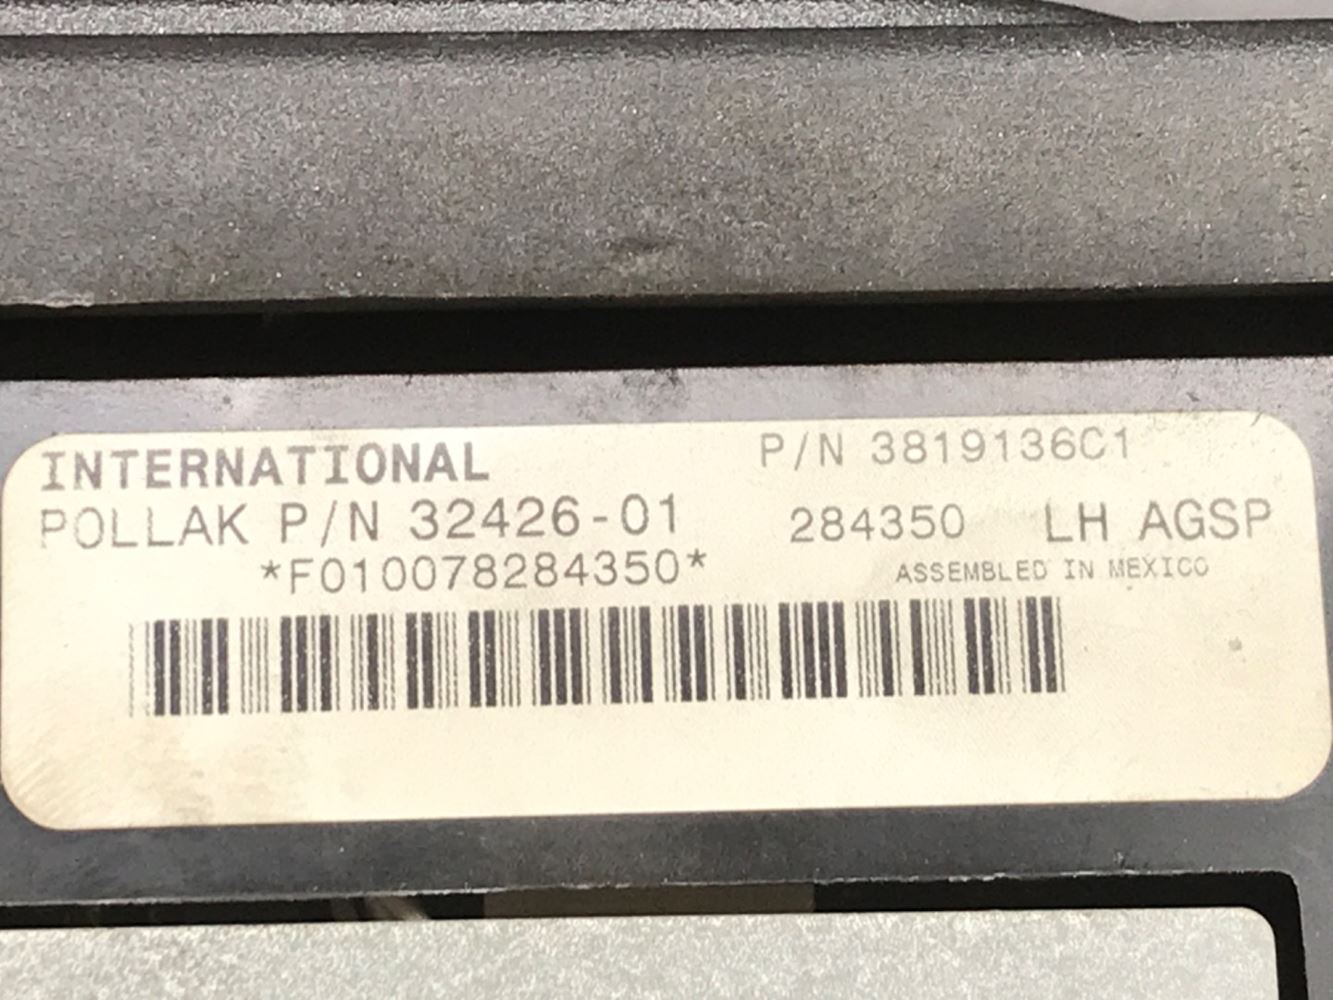 INTERNATIONAL P/N 3819136C1
POLLAK P/N 32426-01 284350 LH AGSP
*F010078284350* ASSEMBLED IN MEXICO